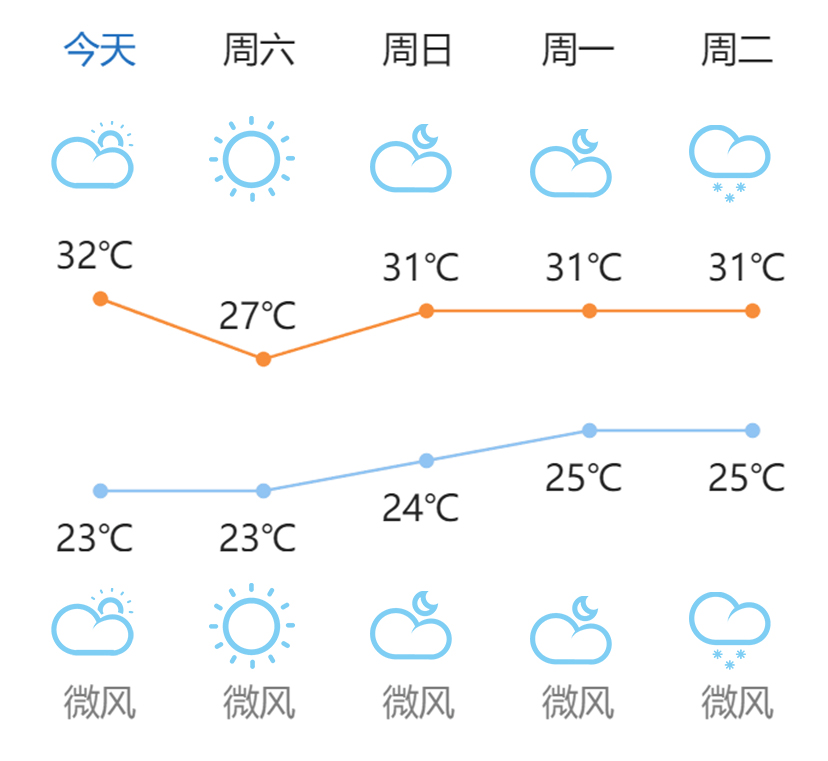 今天 周六 周日 周一 周二
32℃ 27℃ 31℃ 31℃ 31℃
23℃ 23℃ 24℃ 25℃ 25℃
微风 微风 微风 微风 微风